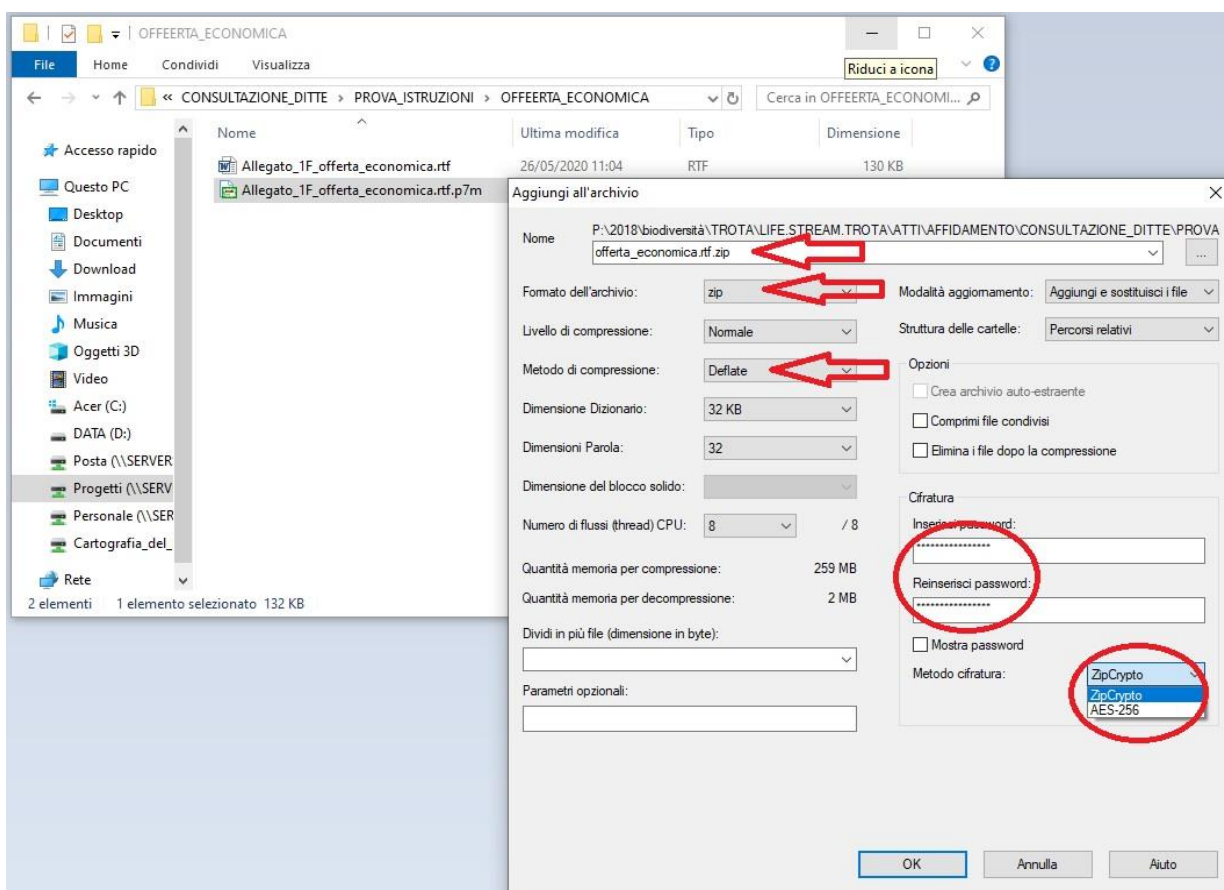 OFFEERTA_ECONOMICA
File Home Condividi Visualizza
Riduci a icona
« CONSULTAZIONE_DITTE > PROVA_ISTRUZIONI > OFFEERTA_ECONOMICA
Cerca in OFFEERTA_ECONOMI...
Nome Ultima modifica Tipo Dimensione
Allegato_1F_offerta_economica.rtf 26/05/2020 11:04 RTF 130 KB
Allegato_1F_offerta_economica.rtf.p7m
Accesso rapido
Questo PC
Desktop
Documenti
Download
Immagini
Musica
Oggetti 3D
Video
Acer (C:)
DATA (D:)
Posta (\\SERVER
Progetti (\\SERV
Personale (\\SER
Cartografia_del_
Rete
2 elementi 1 elemento selezionato 132 KB
Aggiungi all'archivio
Nome
P:\2018\biodiversità\TROTA\LIFE.STREAM.TROTA\ATTI\AFFIDAMENTO\CONSULTAZIONE_DITTE\PROVA
offerta_economica.rtf.zip
...
Formato dell'archivio: zip
Livello di compressione: Normale
Metodo di compressione: Deflate
Dimensione Dizionario: 32 KB
Dimensioni Parola: 32
Dimensione del blocco solido:
Numero di flussi (thread) CPU: 8 / 8
Quantità memoria per compressione: 259 MB
Quantità memoria per decompressione: 2 MB
Dividi in più file (dimensione in byte):
Parametri opzionali:
Modalità aggiornamento: Aggiungi e sostituisci i file
Struttura delle cartelle: Percorsi relativi
Opzioni
Crea archivio auto-estraente
Comprimi file condivisi
Elimina i file dopo la compressione
Cifratura
Inserisci password:
****************
Reinserisci password:
****************
Mostra password
Metodo cifratura: ZipCrypto
ZipCrypto
AES-256
OK Annulla Aiuto